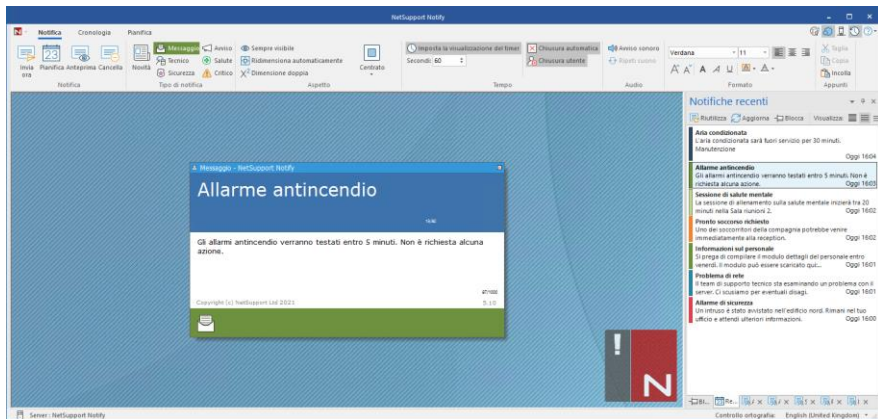 NetSupport Notify
Notifica Cronologia Pianifica
Invia ora Pianifica Anteprima Cancella
Notifica
Novità Messaggio Avviso
Tecnico Salute
Sicurezza Critico
Tipo di notifica
Sempre visibile
Ridimensiona automaticamente
Dimensione doppia
Centrato
Aspetto
Imposta la visualizzazione del timer
Secondi: 60
Chiusura automatica
Chiusura utente
Tempo
Avviso sonoro
Ripeti suono
Audio
Verdana 11
Formato
Taglia
Copia
Incolla
Appunti
4 Messaggio - NetSupport Notify
Allarme antincendio
Gli allarmi antincendio verranno testati entro 5 minuti. Non è richiesta alcuna
azione.
Copyright (c) NetSupport Ltd 2021
5.10
N
Notifiche recenti
Riutilizza Aggiorna Blocca Visualizza:
Aria condizionata
L'aria condizionata sarà fuori servizio per 30 minuti.
Manutenzione
Oggi 16:04
Allarme antincendio
Gli allarmi antincendio verranno testati entro 5 minuti. Non è
richiesta alcuna azione. Oggi 16:03
Sessione di salute mentale
La sessione di allenamento sulla salute mentale inizierà tra 20
minuti nella Sala riunioni 2. Oggi 16:02
Pronto soccorso richiesto
Uno dei soccorritori della compagnia potrebbe venire
immediatamente alla reception. Oggi 16:02
Informazioni sul personale
Si prega di compilare il modulo dettagli del personale entro
venerdì. Il modulo può essere scaricato qui:... Oggi 16:01
Problema di rete
Il team di supporto tecnico sta esaminando un problema con il
server. Ci scusiamo per eventuali disagi. Oggi 16:01
Allarme di sicurezza
Un intruso è stato avvistato nell'edificio nord. Rimani nel tuo
ufficio e attendi ulteriori informazioni. Oggi 16:00
Server: NetSupport Notify
Controllo ortografia: English (United Kingdom)